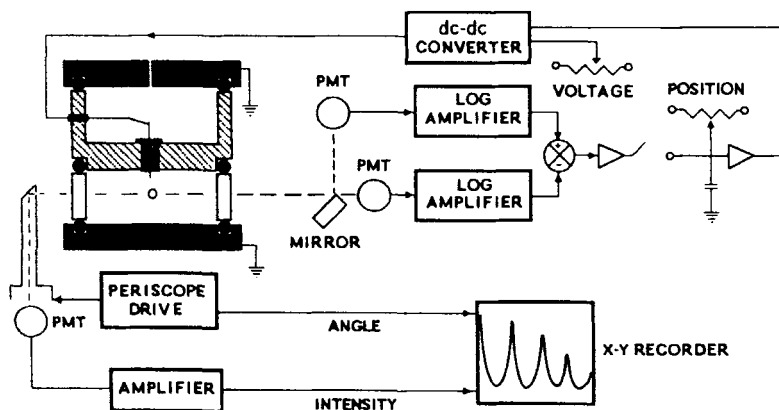 dc-dc
CONVERTER
PMT
LOG
AMPLIFIER
VOLTAGE
POSITION
PMT
LOG
AMPLIFIER
+
-
MIRROR
PERISCOPE
DRIVE
PMT
ANGLE
X-Y RECORDER
AMPLIFIER
INTENSITY